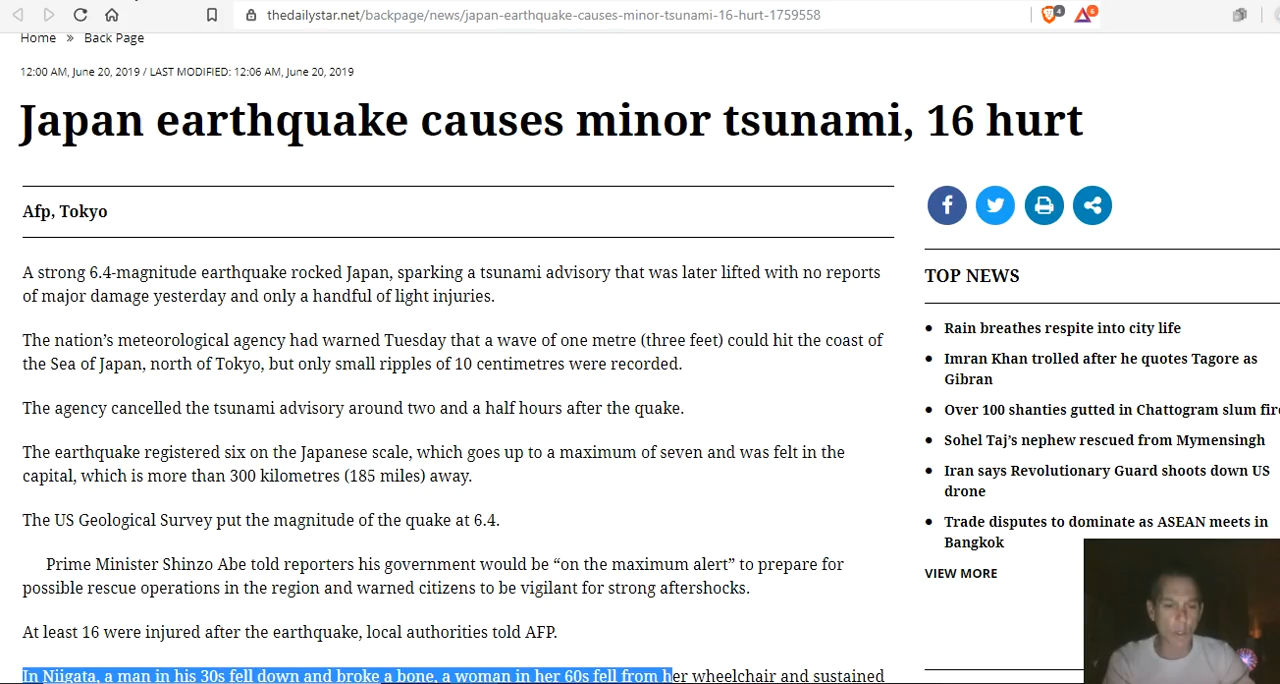 thedailystar.net/backpage/news/japan-earthquake-causes-minor-tsunami-16-hurt-1759558
4
6
Home » Back Page
12:00 AM, June 20, 2019 / LAST MODIFIED: 12:06 AM, June 20, 2019
Japan earthquake causes minor tsunami, 16 hurt
Afp, Tokyo
A strong 6.4-magnitude earthquake rocked Japan, sparking a tsunami advisory that was later lifted with no reports
of major damage yesterday and only a handful of light injuries.
The nation’s meteorological agency had warned Tuesday that a wave of one metre (three feet) could hit the coast of
the Sea of Japan, north of Tokyo, but only small ripples of 10 centimetres were recorded.
The agency cancelled the tsunami advisory around two and a half hours after the quake.
The earthquake registered six on the Japanese scale, which goes up to a maximum of seven and was felt in the
capital, which is more than 300 kilometres (185 miles) away.
The US Geological Survey put the magnitude of the quake at 6.4.
Prime Minister Shinzo Abe told reporters his government would be “on the maximum alert” to prepare for
possible rescue operations in the region and warned citizens to be vigilant for strong aftershocks.
At least 16 were injured after the earthquake, local authorities told AFP.
In Niigata, a man in his 30s fell down and broke a bone, a woman in her 60s fell from her wheelchair and sustained
TOP NEWS
Rain breathes respite into city life
Imran Khan trolled after he quotes Tagore as
Gibran
Over 100 shanties gutted in Chattogram slum fire
Sohel Taj’s nephew rescued from Mymensingh
Iran says Revolutionary Guard shoots down US
drone
Trade disputes to dominate as ASEAN meets in
Bangkok
VIEW MORE